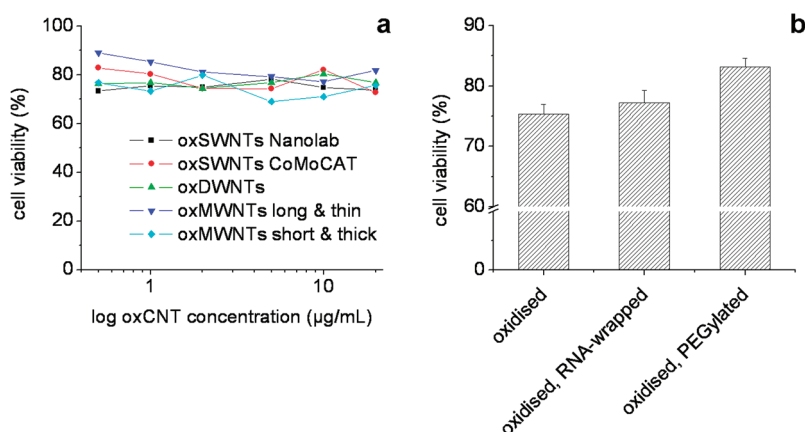 a
100
80
60
40
20
0
cell viability (%)
oxSWNTs Nanolab
oxSWNTs CoMoCAT
oxDWNTs
oxMWNTs long & thin
oxMWNTs short & thick
1
10
log oxCNT concentration (µg/mL)
b
90
80
70
60
0
cell viability (%)
oxidised
oxidised, RNA-wrapped
oxidised, PEGylated